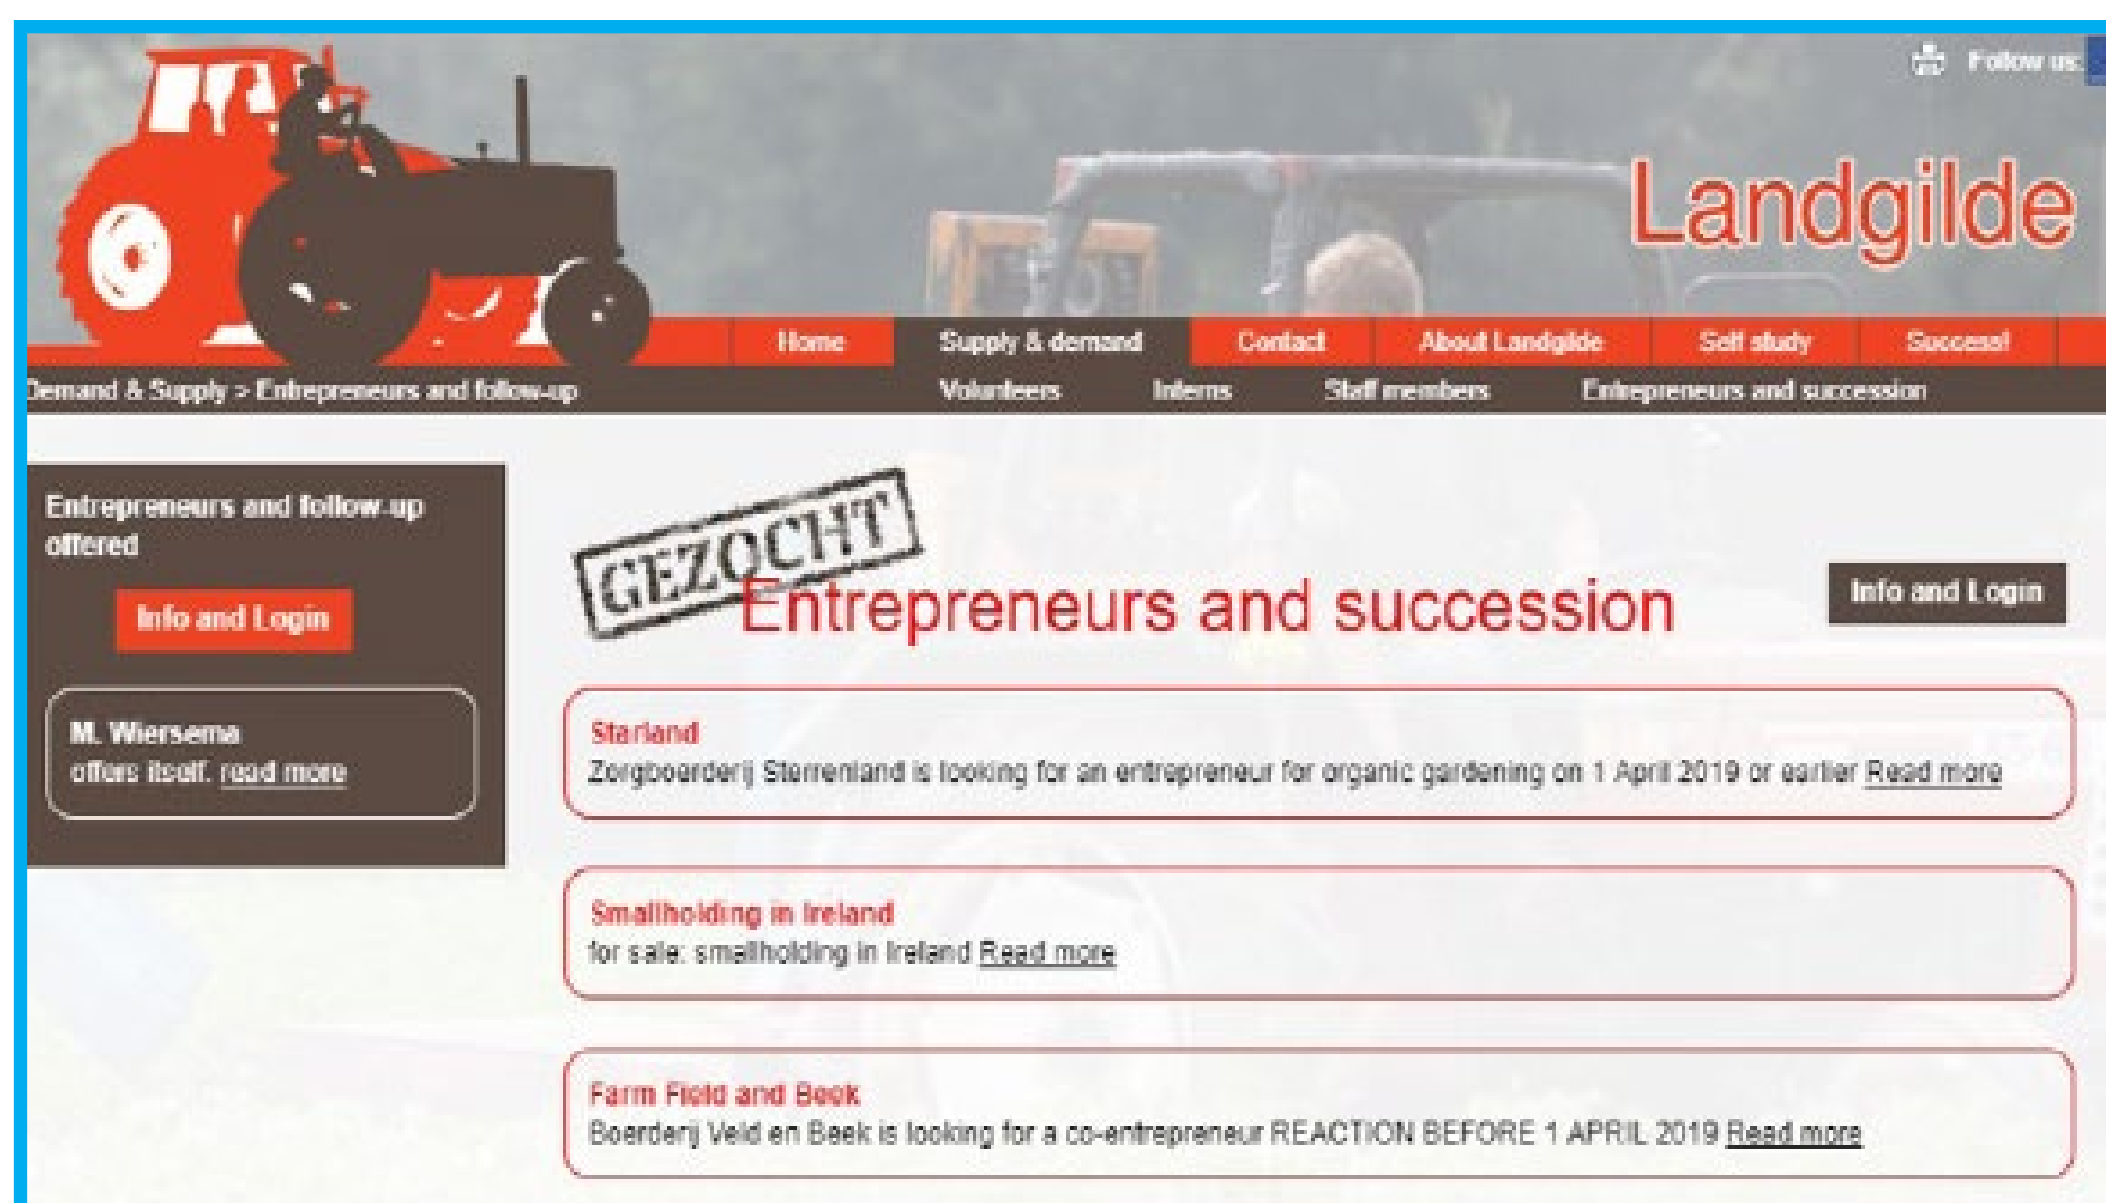 Follow us:
Landgilde
Home Supply & demand Contact About Landgilde Self study Success!
Demand & Supply > Entrepreneurs and follow-up Volunteers Interns Staff members Entrepreneurs and succession
Entrepreneurs and follow-up
offered
Info and Login
M. Wiersema
offers itself. read more
GEZOCHT
Entrepreneurs and succession
Info and Login
Starland
Zorgboerderij Sterrenland is looking for an entrepreneur for organic gardening on 1 April 2019 or earlier Read more
Smallholding in Ireland
for sale: smallholding in Ireland Read more
Farm Field and Beek
Boerderij Veld en Beek is looking for a co-entrepreneur REACTION BEFORE 1 APRIL 2019 Read more